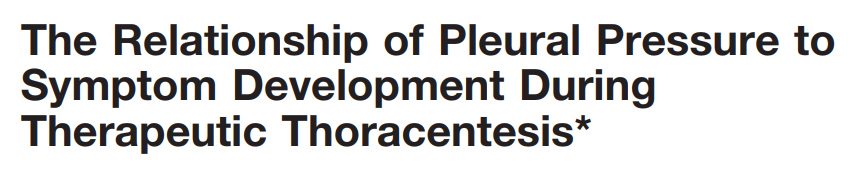 The Relationship of Pleural Pressure to
Symptom Development During
Therapeutic Thoracentesis*